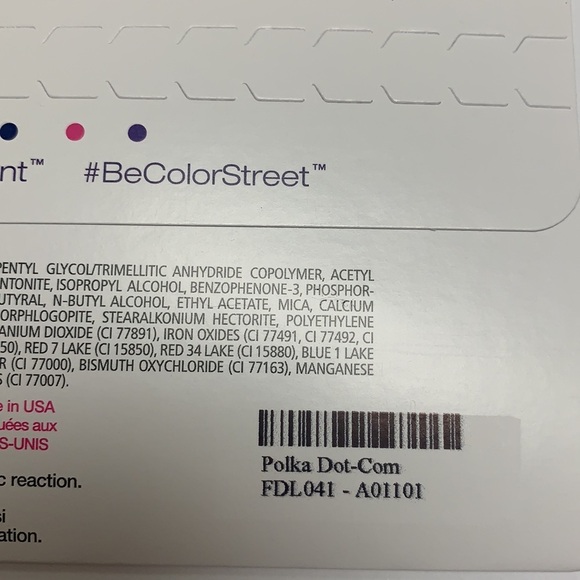 nt™ #BeColorStreet™
PENTYL GLYCOL/TRIMELLITIC ANHYDRIDE COPOLYMER, ACETYL
NTONITE, ISOPROPYL ALCOHOL, BENZOPHENONE-3, PHOSPHOR-
UTYRAL, N-BUTYL ALCOHOL, ETHYL ACETATE, MICA, CALCIUM
ORPHLOGOPITE, STEARALKONIUM HECTORITE, POLYETHYLENE
ANIUM DIOXIDE (CI 77891), IRON OXIDES (CI 77491, CI 77492, CI
50), RED 7 LAKE (CI 15850), RED 34 LAKE (CI 15880), BLUE 1 LAKE
R (CI 77000), BISMUTH OXYCHLORIDE (CI 77163), MANGANESE
S (CI 77007).
e in USA
uées aux
S-UNIS
c reaction.
si
ation.
Polka Dot-Com
FDL041 - A01101